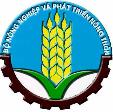 BỘ NÔNG NGHIỆP VÀ PHÁT TRIỂN NÔNG THÔN